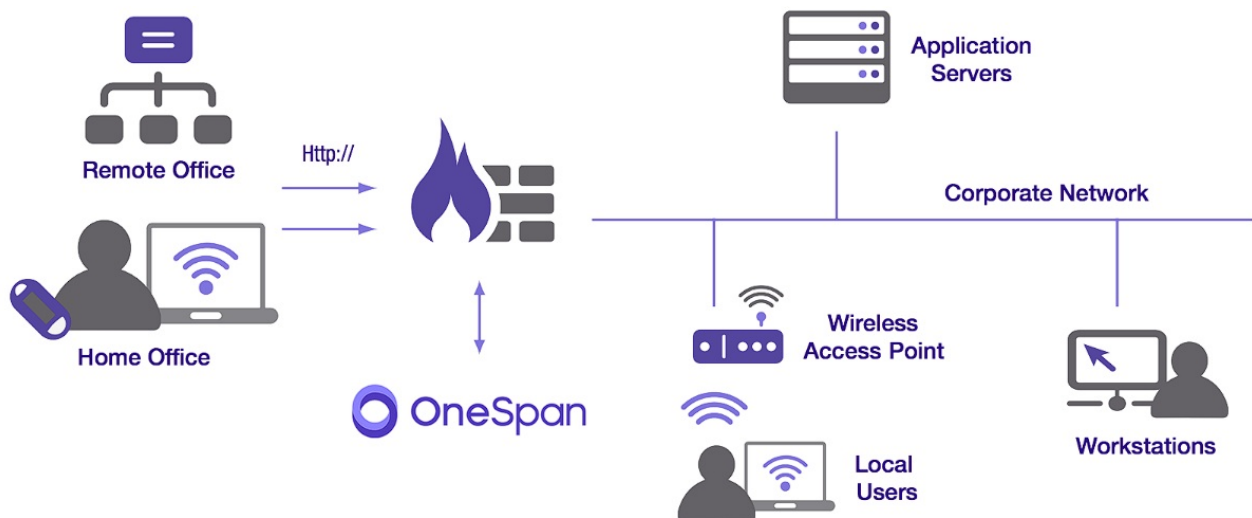 Remote Office
Http://
Home Office
OneSpan
Application
Servers
Corporate Network
Wireless
Access Point
Local
Users
Workstations